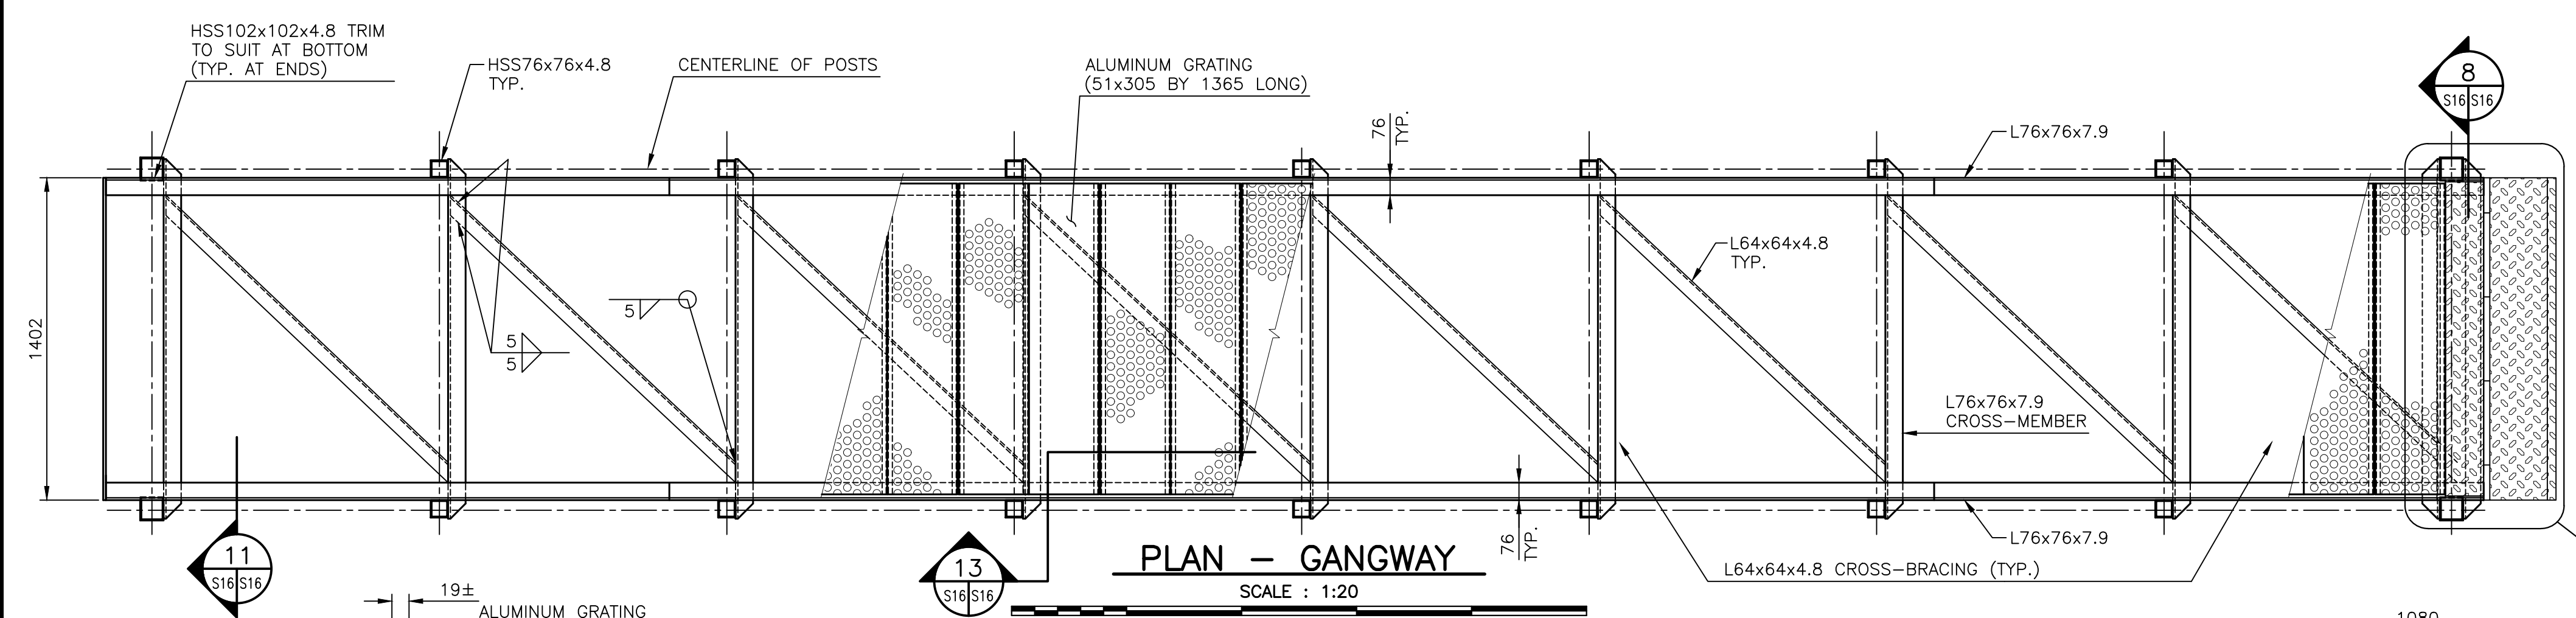 HSS102x102x4.8 TRIM
TO SUIT AT BOTTOM
(TYP. AT ENDS)
HSS76x76x4.8
TYP.
CENTERLINE OF POSTS
ALUMINUM GRATING
(51x305 BY 1365 LONG)
76
TYP.
L76x76x7.9
8
S16 S16
1402
5
5
5
L64x64x4.8
TYP.
L76x76x7.9
CROSS-MEMBER
11
S16 S16
13
S16 S16
76
TYP.
L76x76x7.9
L64x64x4.8 CROSS-BRACING (TYP.)
PLAN - GANGWAY
SCALE : 1:20
19±
ALUMINUM GRATING
1080